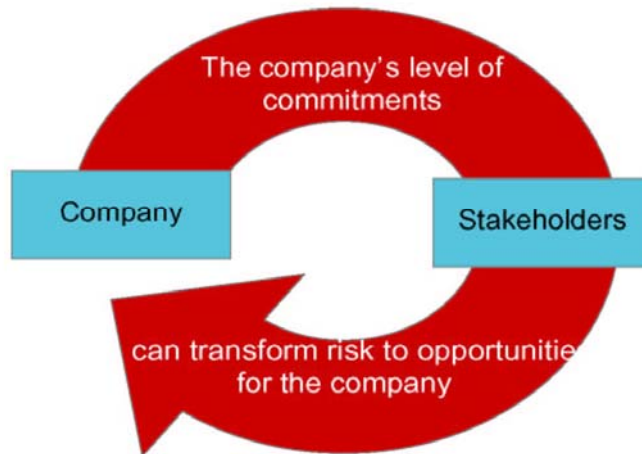 The company's level of
commitments
Company
Stakeholders
can transform risk to opportunitie
for the company